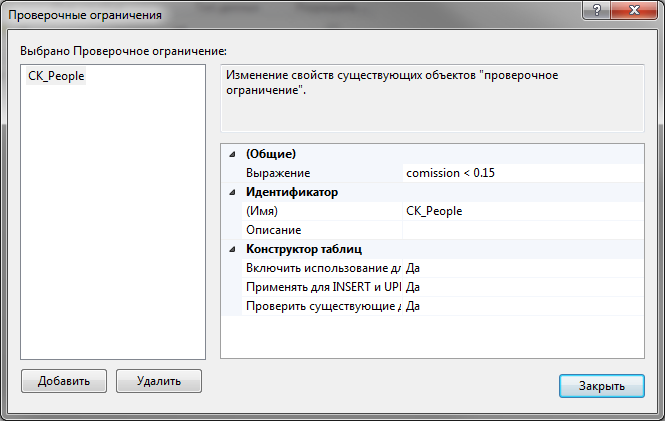 Проверочные ограничения
Выбрано Проверочное ограничение:
CK_People
Изменение свойств существующих объектов "проверочное
ограничение".
(Общие)
Выражение comission < 0.15
Идентификатор
(Имя) CK_People
Описание
Конструктор таблиц
Включить использование дл Да
Применять для INSERT и UPI Да
Проверить существующие д Да
Добавить Удалить
Закрыть